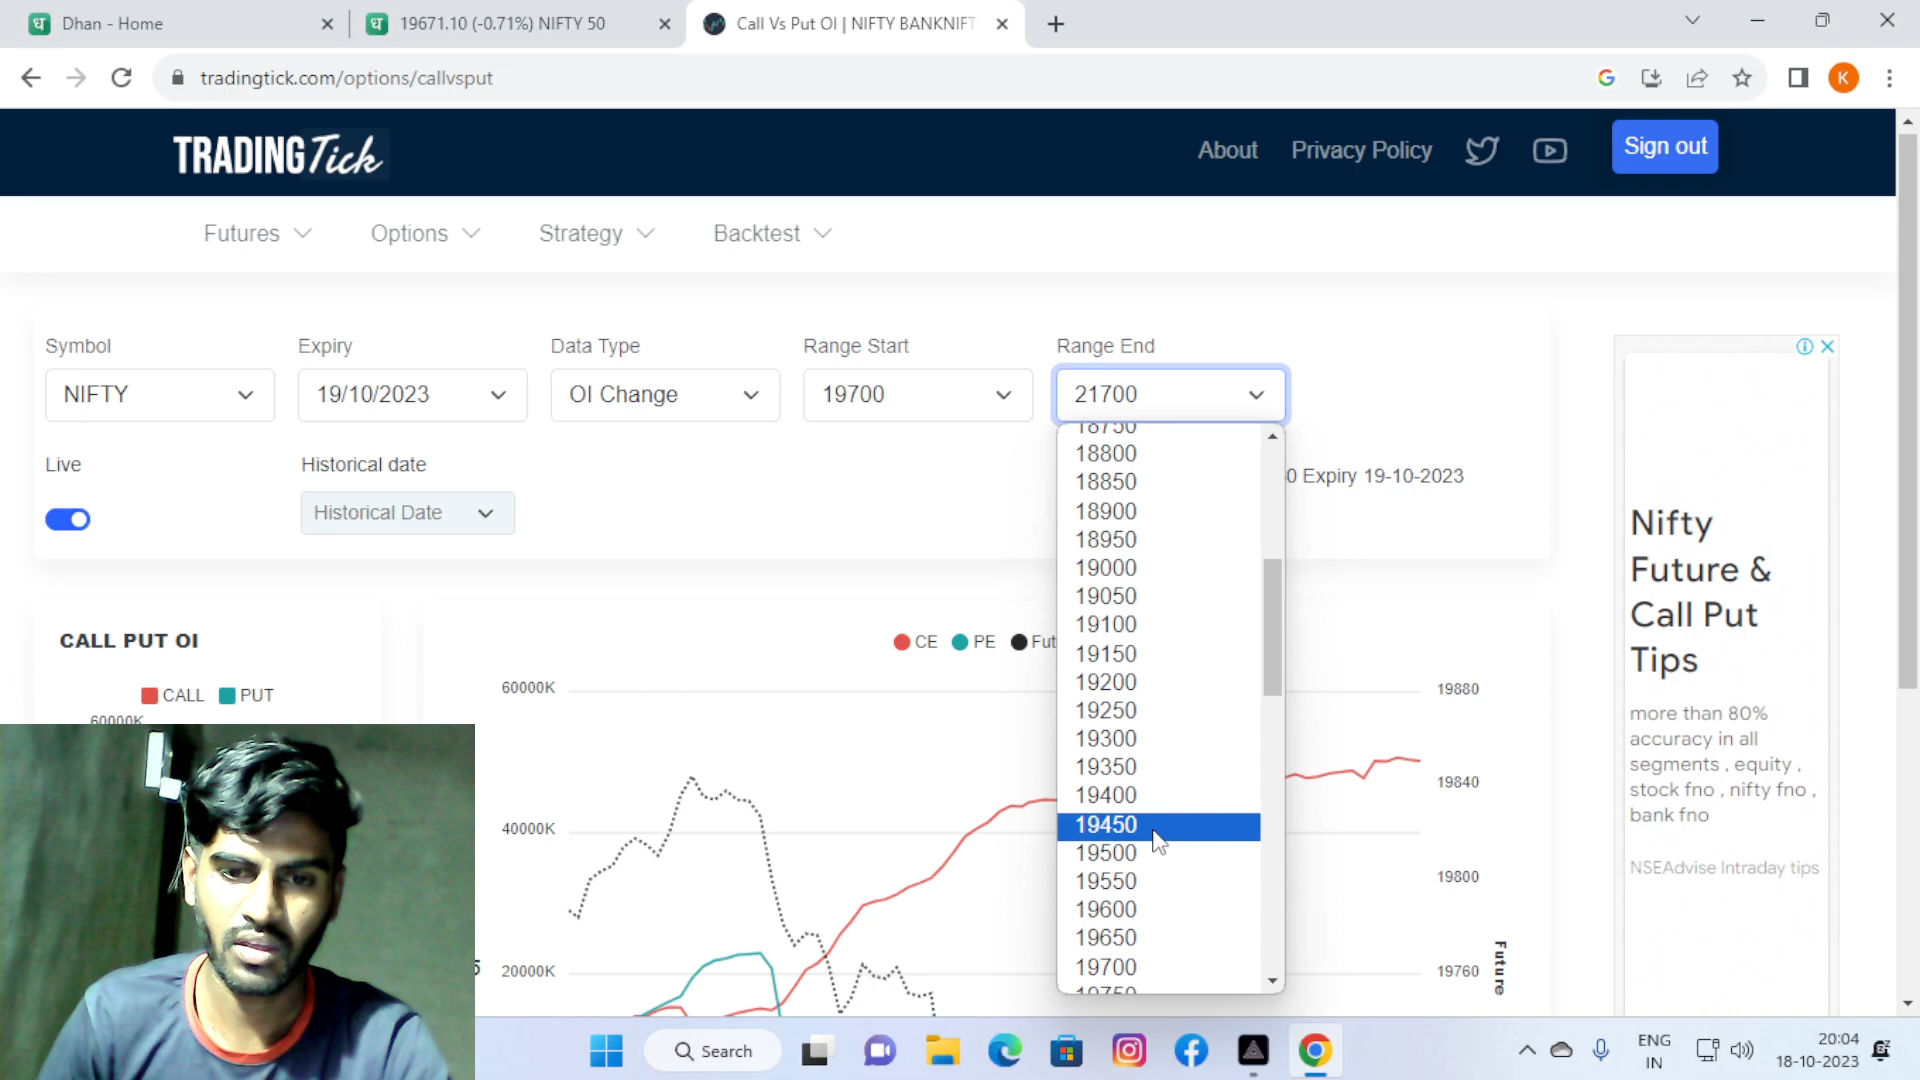 Dhan - Home
19671.10 (-0.71%) NIFTY 50
Call Vs Put OI | NIFTY BANKNIFT
tradingtick.com/options/callvsput
K
TRADINGTick
About
Privacy Policy
Sign out
Futures
Options
Strategy
Backtest
Symbol
Expiry
Data Type
Range Start
Range End
NIFTY
19/10/2023
OI Change
19700
21700
Live
Historical date
Historical Date
0 Expiry 19-10-2023
18750
18800
18850
18900
18950
19000
19050
19100
19150
19200
19250
19300
19350
19400
19450
19500
19550
19600
19650
19700
19750
CALL PUT OI
CALL
PUT
60000K
CE
PE
Fut
60000K
40000K
20000K
19880
19840
19800
19760
Future
Nifty
Future &
Call Put
Tips
more than 80%
accuracy in all
segments , equity ,
stock fno , nifty fno ,
bank fno
NSEAdvise Intraday tips
Search
ENG
IN
20:04
18-10-2023